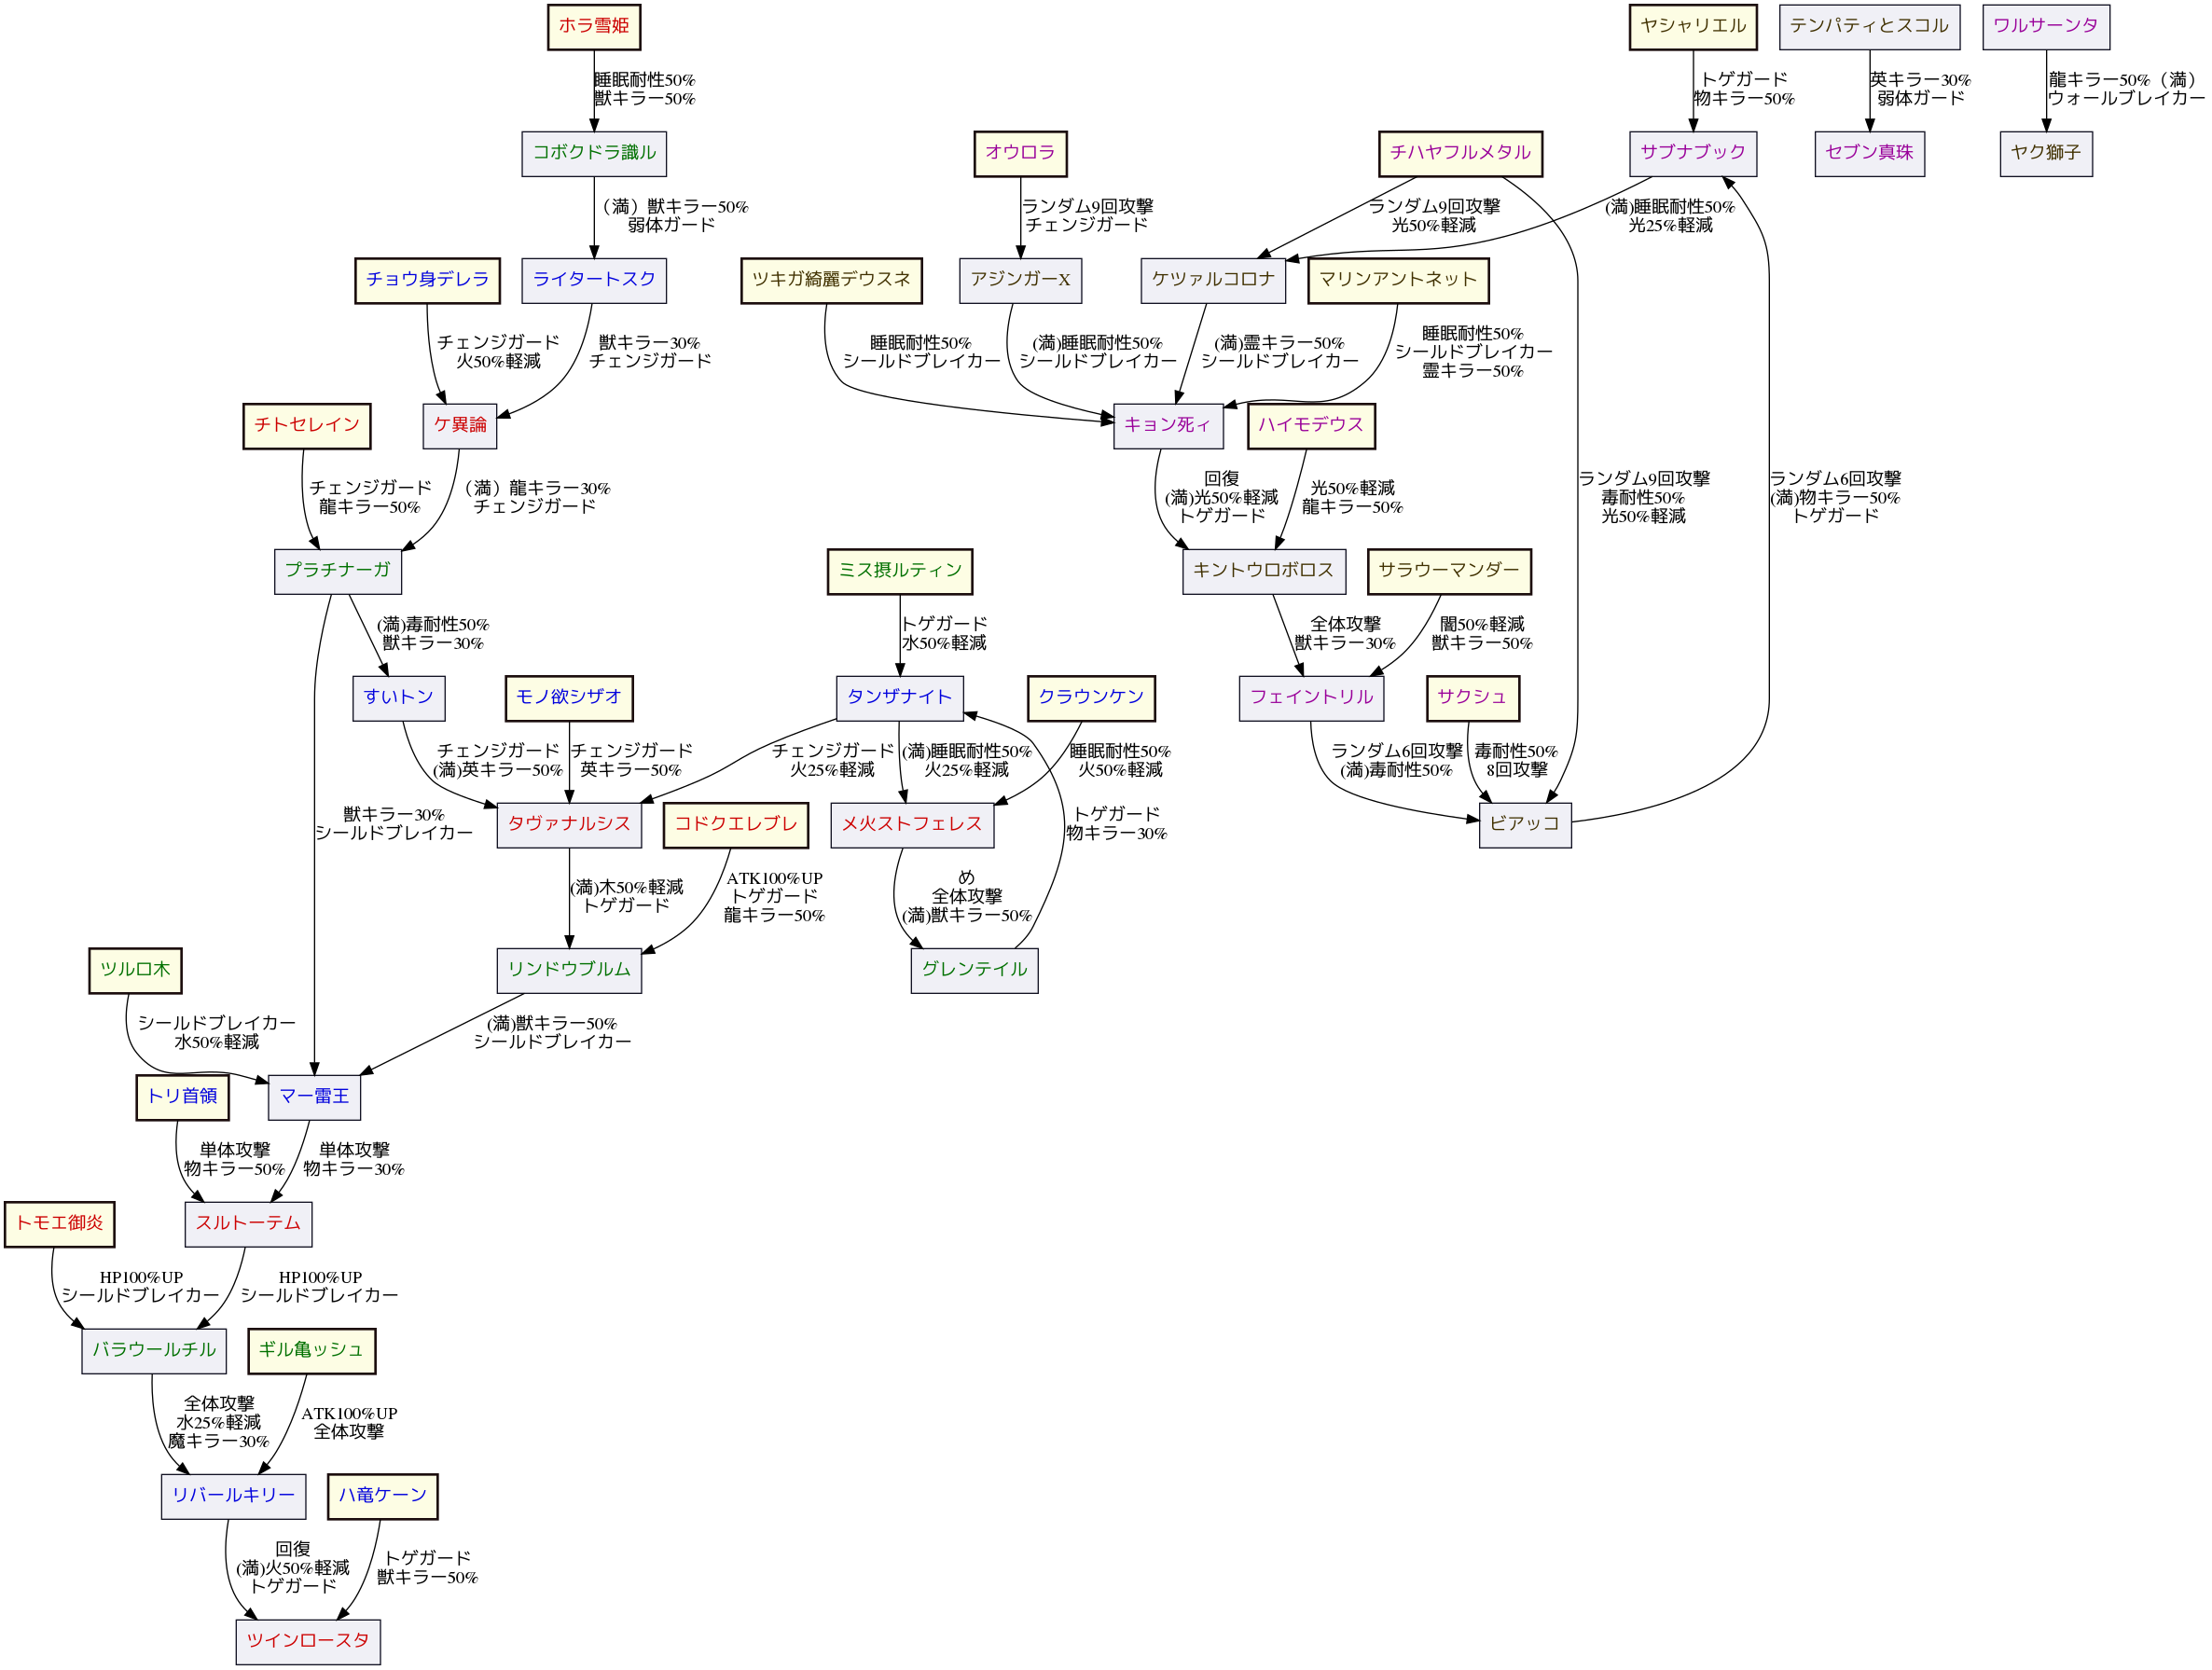 ホラ雪姫
ヤシャリエル
テンパティとスコル
ワルサーンタ
睡眠耐性50%
獣キラー50%
トゲガード
物キラー50%
英キラー30%
弱体ガード
龍キラー50%（満）
ウォールブレイカー
コボクドラ識ル
オウロラ
チハヤフルメタル
サブナブック
セブン真珠
ヤク獅子
（満）獣キラー50%
弱体ガード
ランダム9回攻撃
チェンジガード
ランダム9回攻撃
光50%軽減
(満)睡眠耐性50%
光25%軽減
チョウ身デレラ
ライタートスク
ツキガ綺麗デウスネ
アジンガーX
ケツァルコロナ
マリンアントネット
チェンジガード
火50%軽減
獣キラー30%
チェンジガード
睡眠耐性50%
シールドブレイカー
(満)睡眠耐性50%
シールドブレイカー
(満)霊キラー50%
シールドブレイカー
睡眠耐性50%
シールドブレイカー
霊キラー50%
チトセレイン
ケ異論
キョン死ィ
ハイモデウス
チェンジガード
龍キラー50%
（満）龍キラー30%
チェンジガード
回復
(満)光50%軽減
トゲガード
光50%軽減
龍キラー50%
ランダム9回攻撃
毒耐性50%
光50%軽減
ランダム6回攻撃
(満)物キラー50%
トゲガード
プラチナーガ
ミス摂ルティン
キントウロボロス
サラウーマンダー
(満)毒耐性50%
獣キラー30%
トゲガード
水50%軽減
全体攻撃
獣キラー30%
闇50%軽減
獣キラー50%
すいトン
モノ欲シザオ
タンザナイト
クラウンケン
フェイントリル
サクシュ
獣キラー30%
シールドブレイカー
チェンジガード
(満)英キラー50%
チェンジガード
英キラー50%
チェンジガード
火25%軽減
(満)睡眠耐性50%
火25%軽減
睡眠耐性50%
火50%軽減
トゲガード
物キラー30%
ランダム6回攻撃
(満)毒耐性50%
毒耐性50%
8回攻撃
タヴァナルシス
コドクエレブレ
メ火ストフェレス
ビアッコ
(満)木50%軽減
トゲガード
ATK100%UP
トゲガード
龍キラー50%
め
全体攻撃
(満)獣キラー50%
ツルロ木
リンドウブルム
グレンテイル
シールドブレイカー
水50%軽減
(満)獣キラー50%
シールドブレイカー
トリ首領
マー雷王
単体攻撃
物キラー50%
単体攻撃
物キラー30%
トモエ御炎
スルトーテム
HP100%UP
シールドブレイカー
HP100%UP
シールドブレイカー
バラウールチル
ギル亀ッシュ
全体攻撃
水25%軽減
魔キラー30%
ATK100%UP
全体攻撃
リバールキリー
ハ竜ケーン
回復
(満)火50%軽減
トゲガード
トゲガード
獣キラー50%
ツインロースタ